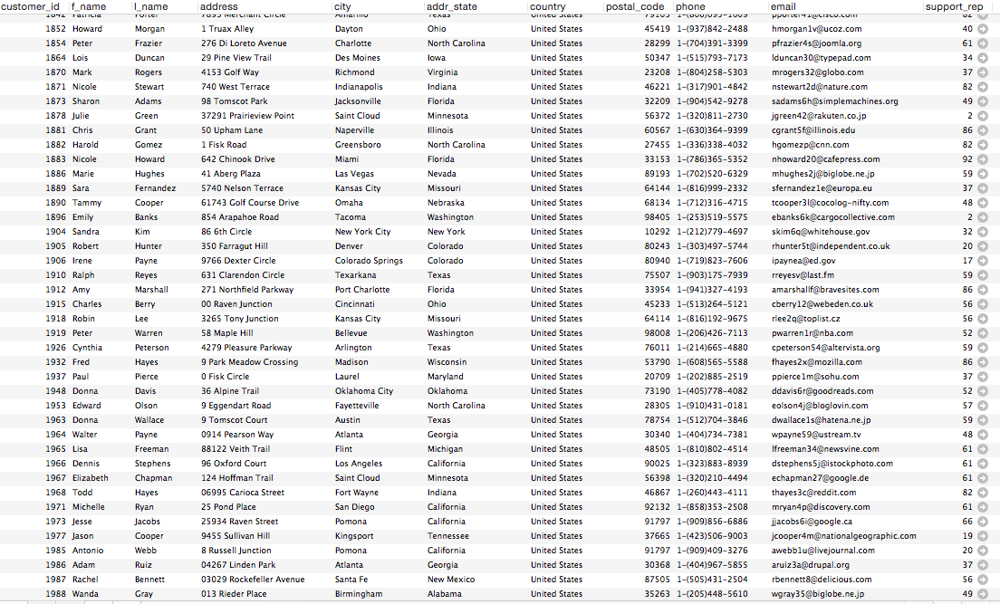 customer_id f_name l_name address city addr_state country postal_code phone email support_rep
1842 Patricia Porter 7895 Merchant Circle Amarillo Texas United States 79105 pporter4i@cisco.com 82
1852 Howard Morgan 1 Truax Alley Dayton Ohio United States 45419 1-(937)842-2488 hmorgan1v@ucoz.com 40
1854 Peter Frazier 276 Di Loreto Avenue Charlotte North Carolina United States 28299 1-(704)391-3399 pfrazier4s@joomla.org 61
1864 Lois Duncan 29 Pine View Trail Des Moines Iowa United States 50347 1-(515)793-7173 lduncan30@typepad.com 34
1870 Mark Rogers 4153 Golf Way Richmond Virginia United States 23208 1-(804)258-5303 mrogers32@globo.com 37
1871 Nicole Stewart 740 West Terrace Indianapolis Indiana United States 46221 1-(317)901-4842 nstewart2d@nature.com 82
1873 Sharon Adams 98 Tomscot Park Jacksonville Florida United States 32209 1-(904)542-9278 sadams6h@simplemachines.org 49
1878 Julie Green 37291 Prairieview Point Saint Cloud Minnesota United States 56372 1-(320)811-2730 jgreen42@rakuten.co.jp 2
1881 Chris Grant 50 Upham Lane Naperville Illinois United States 60567 1-(630)364-9399 cgrant5f@illinois.edu 86
1882 Harold Gomez 1 Fisk Road Greensboro North Carolina United States 27455 1-(336)338-4032 hgomezp@cnn.com 82
1883 Nicole Howard 642 Chinook Drive Miami Florida United States 33153 1-(786)365-5352 nhoward20@cafepress.com 92
1886 Marie Hughes 41 Aberg Plaza Las Vegas Nevada United States 89193 1-(702)520-6329 mhughes2j@biglobe.ne.jp 59
1889 Sara Fernandez 5740 Nelson Terrace Kansas City Missouri United States 64144 1-(816)999-2332 sfernandez1e@europa.eu 37
1890 Tammy Cooper 61743 Golf Course Drive Omaha Nebraska United States 68134 1-(712)316-4715 tcooper3l@cocolog-nifty.com 48
1896 Emily Banks 854 Arapahoe Road Tacoma Washington United States 98405 1-(253)519-5575 ebanks6k@cargocollective.com 2
1904 Sandra Kim 86 6th Circle New York City New York United States 10292 1-(212)779-4697 skim6q@whitehouse.gov 32
1905 Robert Hunter 350 Farragut Hill Denver Colorado United States 80243 1-(303)497-5744 rhunter5t@independent.co.uk 20
1906 Irene Payne 9766 Dexter Circle Colorado Springs Colorado United States 80940 1-(719)823-7606 ipaynea@ed.gov 17
1910 Ralph Reyes 631 Clarendon Circle Texarkana Texas United States 75507 1-(903)175-7939 rreyesv@last.fm 59
1912 Amy Marshall 271 Northfield Parkway Port Charlotte Florida United States 33954 1-(941)327-4193 amarshallf@bravesites.com 86
1915 Charles Berry 00 Raven Junction Cincinnati Ohio United States 45233 1-(513)264-5121 cberry12@webeden.co.uk 56
1918 Robin Lee 3265 Tony Junction Kansas City Missouri United States 64114 1-(816)192-9675 rlee2q@toplist.cz 56
1919 Peter Warren 58 Maple Hill Bellevue Washington United States 98008 1-(206)426-7113 pwarren1r@nba.com 52
1926 Cynthia Peterson 4279 Pleasure Parkway Arlington Texas United States 76011 1-(214)665-4880 cpeterson54@altervista.org 59
1932 Fred Hayes 9 Park Meadow Crossing Madison Wisconsin United States 53790 1-(608)565-5588 fhayes2x@mozilla.com 86
1937 Paul Pierce 0 Fisk Circle Laurel Maryland United States 20709 1-(202)885-2519 ppierce1m@sohu.com 37
1948 Donna Davis 36 Alpine Trail Oklahoma City Oklahoma United States 73190 1-(405)778-4082 ddavis6r@goodreads.com 52
1953 Edward Olson 9 Eggendart Road Fayetteville North Carolina United States 28305 1-(910)431-0181 eolson4j@bloglovin.com 57
1963 Donna Wallace 9 Tomscot Court Austin Texas United States 78754 1-(512)704-3846 dwallace1s@hatena.ne.jp 59
1964 Walter Payne 0914 Pearson Way Atlanta Georgia United States 30340 1-(404)734-7381 wpayne59@ustream.tv 48
1965 Lisa Freeman 88122 Veith Trail Flint Michigan United States 48505 1-(810)802-4514 lfreeman34@newsvine.com 61
1966 Dennis Stephens 96 Oxford Court Los Angeles California United States 90025 1-(323)883-8939 dstephens5j@istockphoto.com 61
1967 Elizabeth Chapman 124 Hoffman Trail Saint Cloud Minnesota United States 56398 1-(320)210-4494 echapman27@google.de 61
1968 Todd Hayes 06995 Carioca Street Fort Wayne Indiana United States 46867 1-(260)443-4111 thayes3c@reddit.com 82
1971 Michelle Ryan 25 Pond Place San Diego California United States 92132 1-(858)353-2508 mryan4p@discovery.com 61
1973 Jesse Jacobs 25934 Raven Street Pomona California United States 91797 1-(909)856-6886 jjacobs6i@google.ca 66
1977 Jason Cooper 9455 Sullivan Hill Kingsport Tennessee United States 37665 1-(423)506-9003 jcooper4m@nationalgeographic.com 19
1985 Antonio Webb 8 Russell Junction Pomona California United States 91797 1-(909)409-3276 awebb1u@livejournal.com 20
1986 Adam Ruiz 04267 Linden Park Atlanta Georgia United States 30368 1-(404)967-5855 aruiz3a@drupal.org 37
1987 Rachel Bennett 03029 Rockefeller Avenue Santa Fe New Mexico United States 87505 1-(505)431-2504 rbennett8@delicious.com 56
1988 Wanda Gray 013 Rieder Place Birmingham Alabama United States 35263 1-(205)448-5610 wgray35@biglobe.ne.jp 49